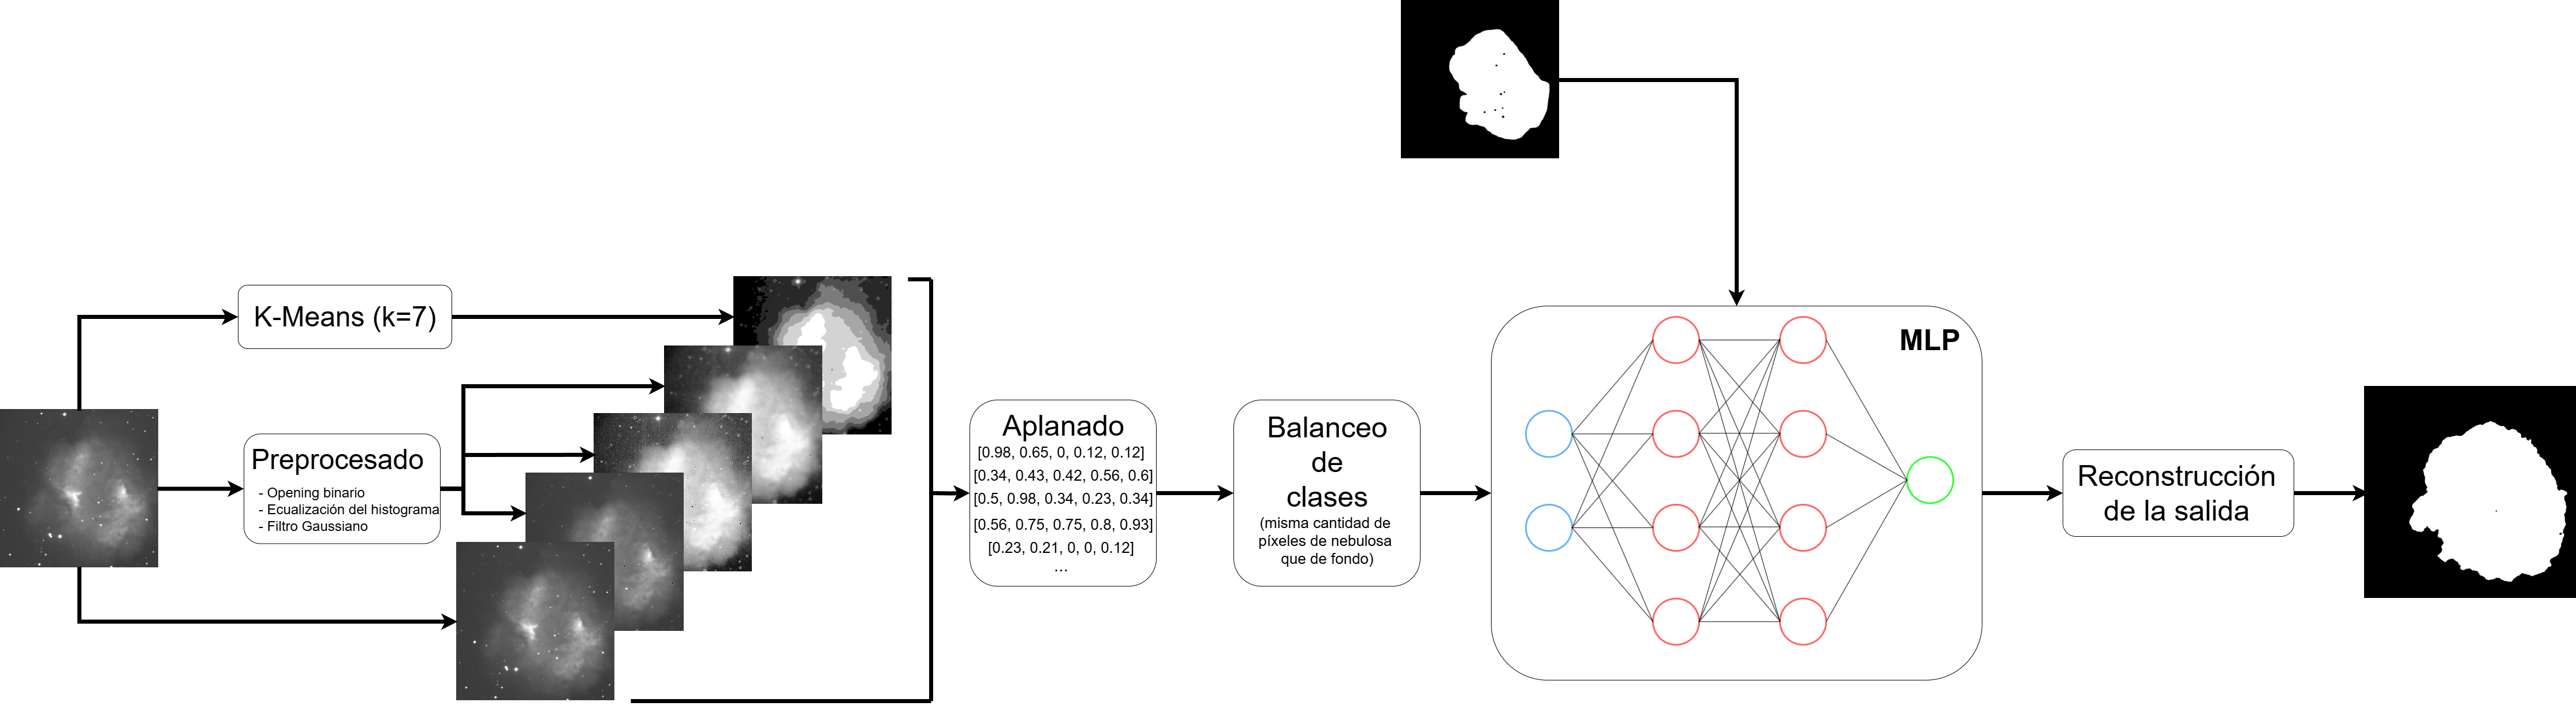 K-Means (k=7)
Preprocesado
- Opening binario
- Ecualización del histograma
- Filtro Gaussiano
Aplanado
[0.98, 0.65, 0, 0.12, 0.12]
[0.34, 0.43, 0.42, 0.56, 0.6]
[0.5, 0.98, 0.34, 0.23, 0.34]
[0.56, 0.75, 0.75, 0.8, 0.93]
[0.23, 0.21, 0, 0, 0.12]
...
Balanceo
de
clases
(misma cantidad de
píxeles de nebulosa
que de fondo)
MLP
Reconstrucción
de la salida